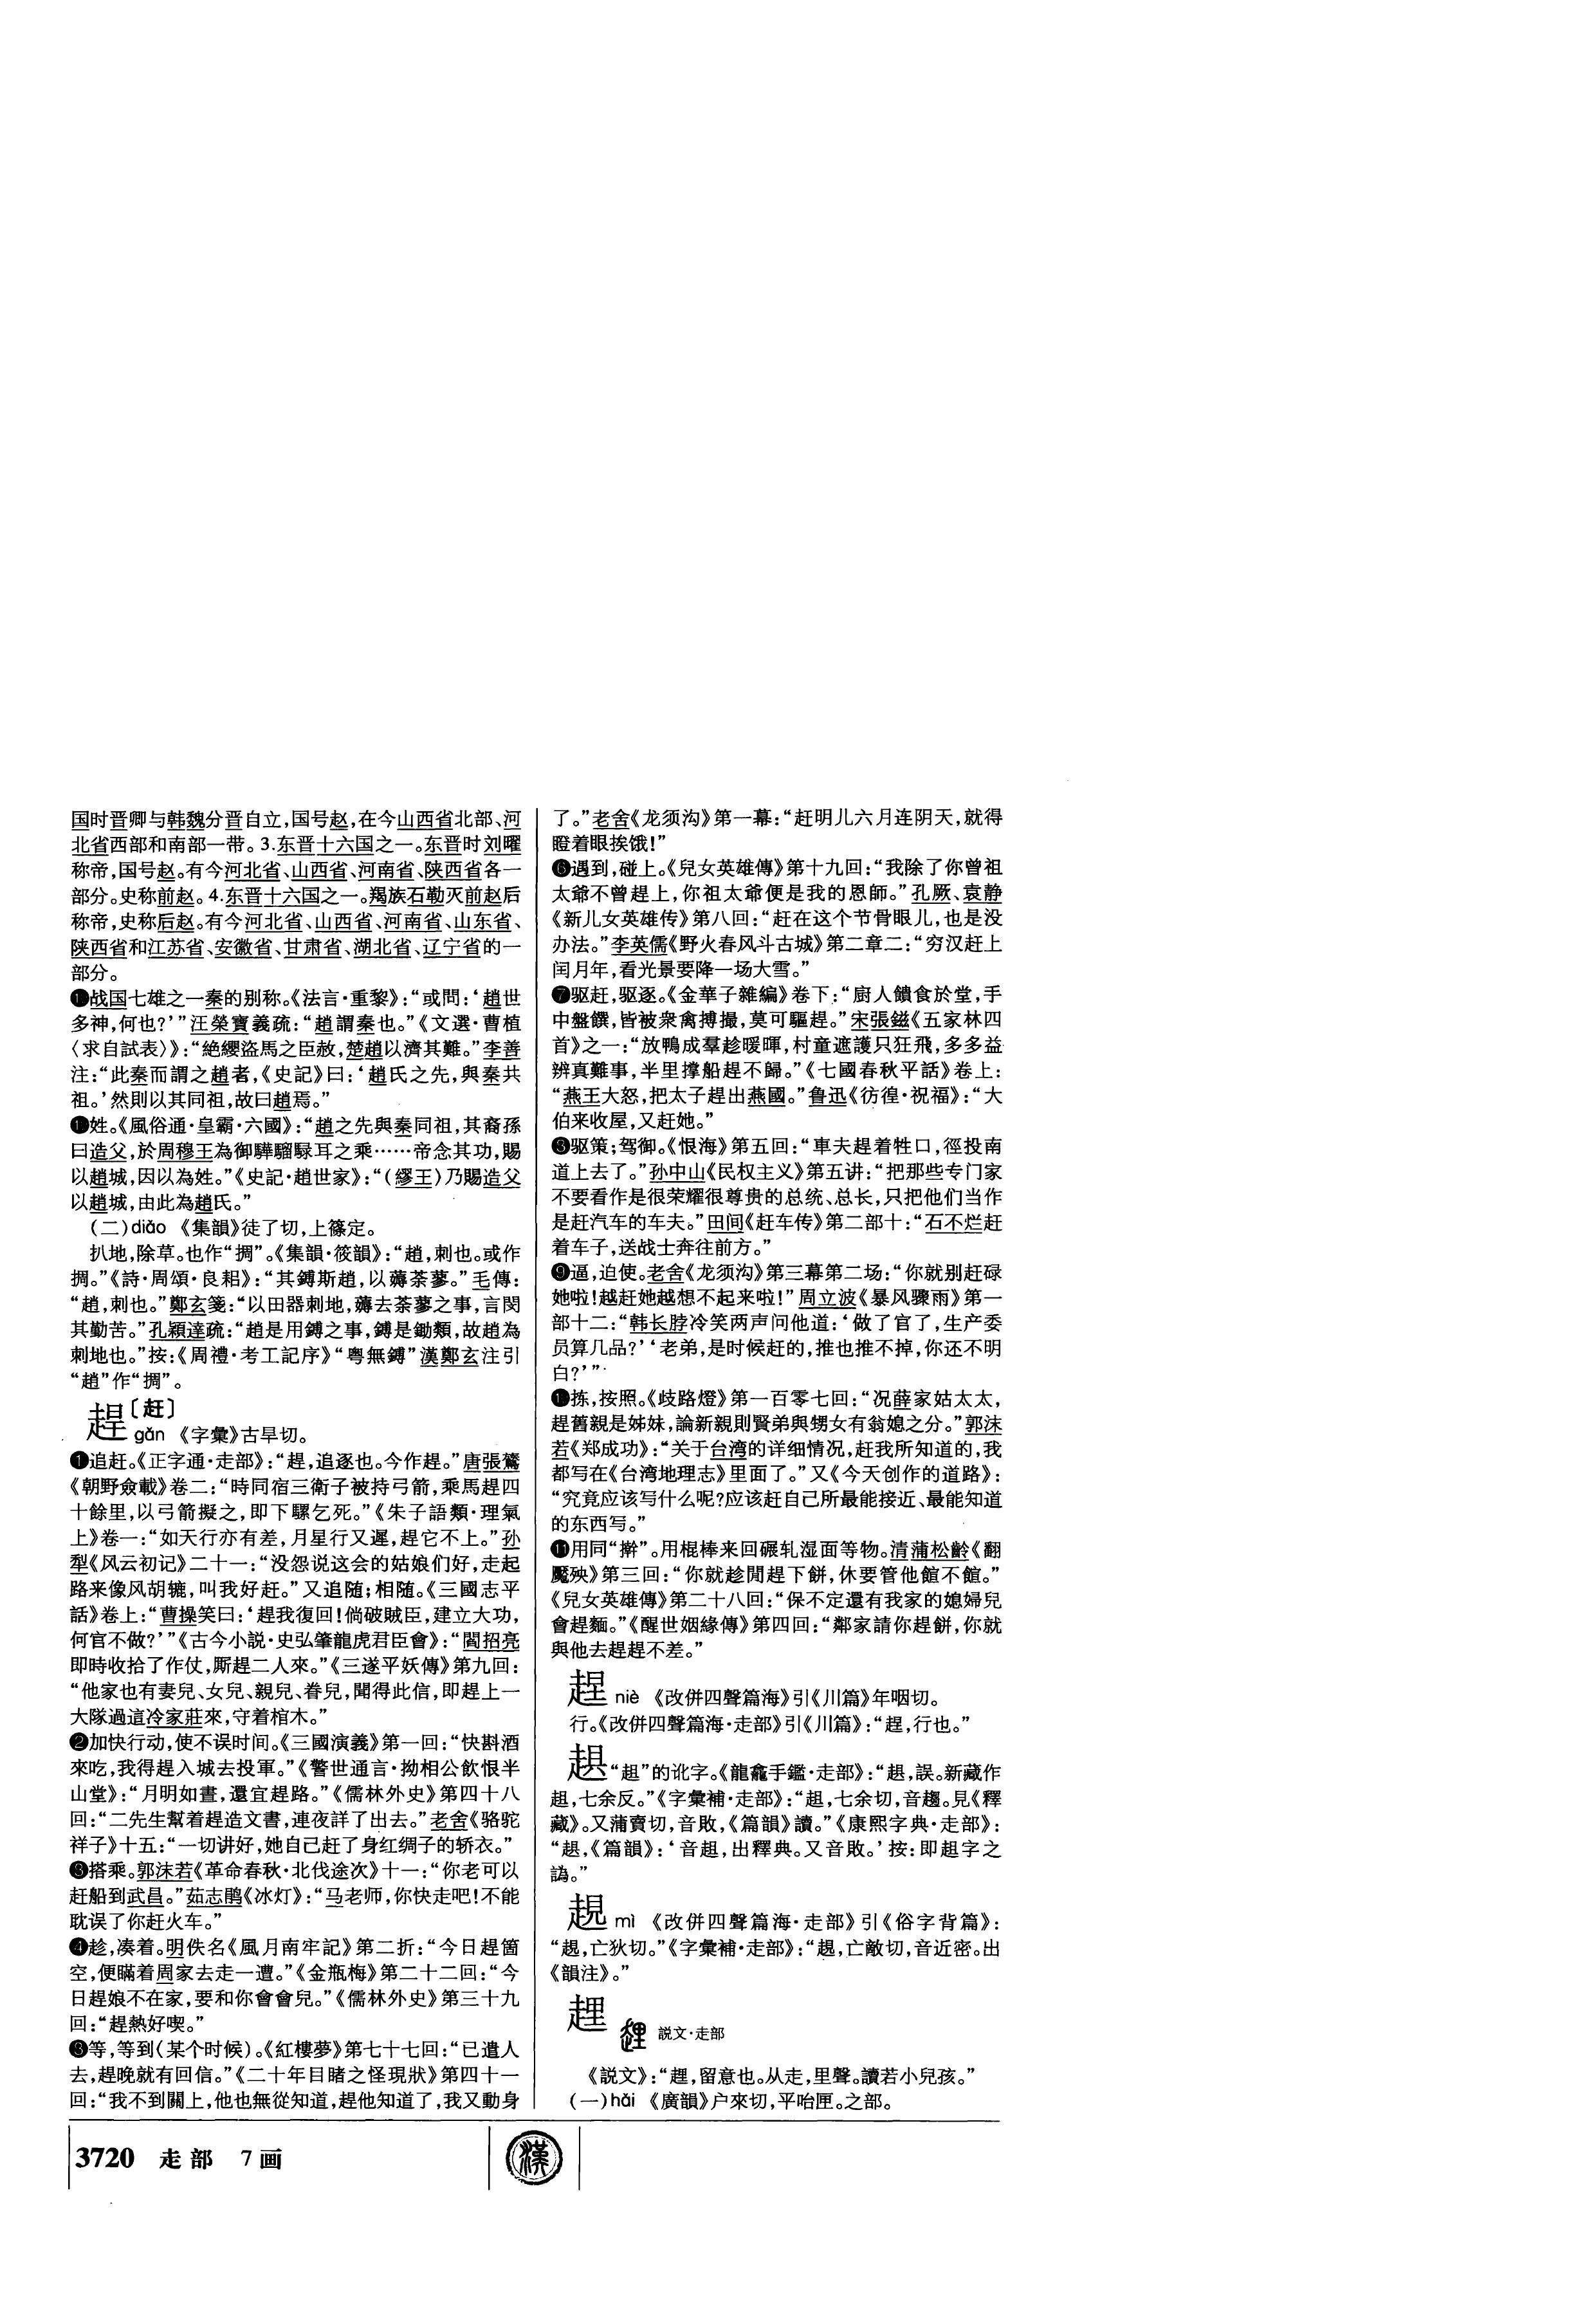 国时晋卿与韩魏分晋自立,国号赵,在今山西省北部、河
北省西部和南部一带。3.东晋十六国之一。东晋时刘曜
称帝,国号赵。有今河北省、山西省、河南省、陕西省各一
部分。史称前赵。4.东晋十六国之一。羯族石勒灭前赵后
称帝,史称后赵。有今河北省、山西省、河南省、山东省、
陕西省和江苏省、安徽省、甘肃省、湖北省、辽宁省的一
部分。
战国七雄之一秦的别称。《法言·重黎》:“或問:‘趙世
多神,何也?’”汪榮寶義疏:“趙謂秦也。”《文選·曹植
〈求自試表〉》:“絶纓盜馬之臣赦,楚趙以濟其難。”李善
注:“此秦而謂之趙者,《史記》曰:‘趙氏之先,與秦共
祖。’然則以其同祖,故曰趙焉。”
姓。《風俗通·皇霸·六國》:“趙之先與秦同祖,其裔孫
曰造父,於周穆王為御驊騮騄耳之乘……帝念其功,賜
以趙城,因以為姓。”《史記·趙世家》:“(繆王)乃賜造父
以趙城,由此為趙氏。”
(二)diǎo 《集韻》徒了切,上篠定。
扒地,除草。也作“㨄”。《集韻·筱韻》:“趙,刺也。或作
㨄。”《詩·周頌·良耜》:“其鎛斯趙,以薅荼蓼。”毛傳:
“趙,刺也。”鄭玄箋:“以田器刺地,薅去荼蓼之事,言閔
其勤苦。”孔穎達疏:“趙是用鎛之事,鎛是鋤類,故趙為
刺地也。”按:《周禮·考工記序》“粵無鎛”漢鄭玄注引
“趙”作“㨄”。
趕〔赶〕
gǎn 《字彙》古旱切。
❶追赶。《正字通·走部》:“趕,追逐也。今作趕。”唐張鷟
《朝野僉載》卷二:“時同宿三衛子被持弓箭,乘馬趕四
十餘里,以弓箭擬之,即下騾乞死。”《朱子語類·理氣
上》卷一:“如天行亦有差,月星行又遲,趕它不上。”孙
犁《风云初记》二十一:“没怨说这会的姑娘们好,走起
路来像风胡辘,叫我好赶。”又追随;相随。《三國志平
話》卷上:“曹操笑曰:‘趕我復回!倘破賊臣,建立大功,
何官不做?’”《古今小説·史弘肇龍虎君臣會》:“閻招亮
即時收拾了作仗,厮趕二人來。”《三遂平妖傳》第九回:
“他家也有妻兒、女兒、親兒、眷兒,聞得此信,即趕上一
大隊過這冷家莊來,守着棺木。”
❷加快行动,使不误时间。《三國演義》第一回:“快斟酒
來吃,我得趕入城去投軍。”《警世通言·拗相公飲恨半
山堂》:“月明如晝,還宜趕路。”《儒林外史》第四十八
回:“二先生幫着趕造文書,連夜詳了出去。”老舍《骆驼
祥子》十五:“一切讲好,她自己赶了身红绸子的轿衣。”
❸搭乘。郭沫若《革命春秋·北伐途次》十一:“你老可以
赶船到武昌。”茹志鹃《冰灯》:“马老师,你快走吧!不能
耽误了你赶火车。”
❹趁,凑着。明佚名《風月南牢記》第二折:“今日趕箇
空,便瞞着周家去走一遭。”《金瓶梅》第二十二回:“今
日趕娘不在家,要和你會會兒。”《儒林外史》第三十九
回:“趕熱好喫。”
等,等到(某个时候)。《紅樓夢》第七十七回:“已遣人
去,趕晚就有回信。”《二十年目睹之怪現狀》第四十一
回:“我不到關上,他也無從知道,趕他知道了,我又動身
了。”老舍《龙须沟》第一幕:“赶明儿六月连阴天,就得
瞪着眼挨饿!”
❻遇到,碰上。《兒女英雄傳》第十九回:“我除了你曾祖
太爺不曾趕上,你祖太爺便是我的恩師。”孔厥、袁静
《新儿女英雄传》第八回:“赶在这个节骨眼儿,也是没
办法。”李英儒《野火春风斗古城》第二章二:“穷汉赶上
闰月年,看光景要降一场大雪。”
❼驱赶,驱逐。《金華子雜編》卷下:“廚人饋食於堂,手
中盤饌,皆被衆禽搏撮,莫可驅趕。”宋張鎡《五家林四
首》之一:“放鴨成羣趁暖暉,村童遮護只狂飛,多多益
辨真難事,半里撑船趕不歸。”《七國春秋平話》卷上:
“燕王大怒,把太子趕出燕國。”鲁迅《彷徨·祝福》:“大
伯来收屋,又赶她。”
❽驱策;驾御。《恨海》第五回:“車夫趕着牲口,徑投南
道上去了。”孙中山《民权主义》第五讲:“把那些专门家
不要看作是很荣耀很尊贵的总统、总长,只把他们当作
是赶汽车的车夫。”田间《赶车传》第二部十:“石不烂赶
着车子,送战士奔往前方。”
❾逼,迫使。老舍《龙须沟》第三幕第二场:“你就别赶碌
她啦!越赶她越想不起来啦!”周立波《暴风骤雨》第一
部十二:“韩长脖冷笑两声问他道:‘做了官了,生产委
员算几品?’‘老弟,是时候赶的,推也推不掉,你还不明
白?’”
拣,按照。《歧路燈》第一百零七回:“况薛家姑太太,
趕舊親是姊妹,論新親則賢弟與甥女有翁媳之分。”郭沫
若《郑成功》:“关于台湾的详细情况,赶我所知道的,我
都写在《台湾地理志》里面了。”又《今天创作的道路》:
“究竟应该写什么呢?应该赶自己所最能接近、最能知道
的东西写。”
⓫用同“擀”。用棍棒来回碾轧湿面等物。清蒲松齡《翻
魘殃》第三回:“你就趁閒趕下餅,休要管他館不館。”
《兒女英雄傳》第二十八回:“保不定還有我家的媳婦兒
會趕麵。”《醒世姻緣傳》第四回:“鄰家請你趕餅,你就
與他去趕趕不差。”
niè 《改併四聲篇海》引《川篇》年咽切。
行。《改併四聲篇海·走部》引《川篇》:“,行也。”
“趄”的讹字。《龍龕手鑑·走部》:“,誤。新藏作
趄,七余反。”《字彙補·走部》:“,七余切,音趨。見《釋
藏》。又蒲賣切,音敗,《篇韻》讀。”《康熙字典·走部》:
“,《篇韻》:‘音趄,出釋典。又音敗。’按:即趄字之
譌。”
mì 《改併四聲篇海·走部》引《俗字背篇》:
“,亡狄切。”《字彙補·走部》:“,亡敵切,音近密。出
《韻注》。”
趩 説文·走部
《説文》:“,留意也。从走,里聲。讀若小兒孩。”
(一)hái 《廣韻》户來切,平咍匣。之部。
3720 走部 7画
漢